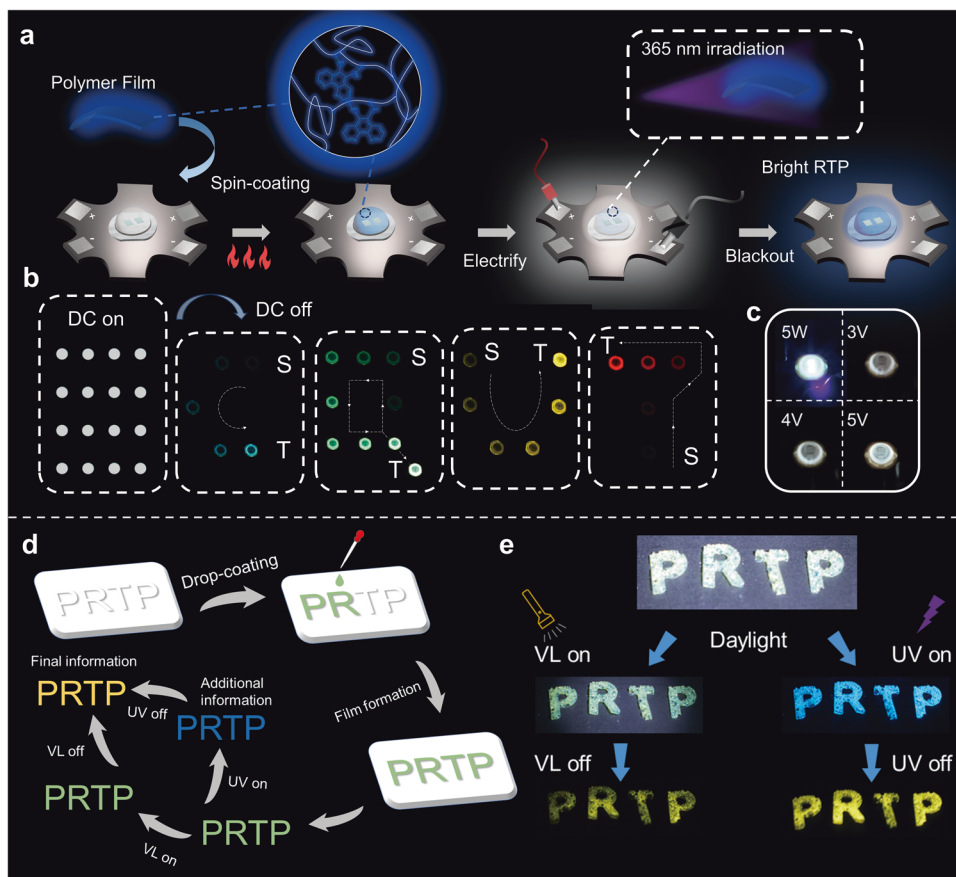 a
Polymer Film
Spin-coating
365 nm irradiation
Bright RTP
+ +
- -
+ +
- -
+ +
- -
+ +
- -
Electrify
Blackout
b
DC on
DC off
S
T
S
T
S
T
T
S
c
5W
3V
4V
5V
d
Drop-coating
PRTP
PRTP
Film formation
PRTP
Final information
PRTP
Additional
information
PRTP
UV off
VL off
UV on
PRTP
PRTP
VL on
e
PRTP
Daylight
VL on
UV on
PRTP
PRTP
VL off
UV off
PRTP
PRTP